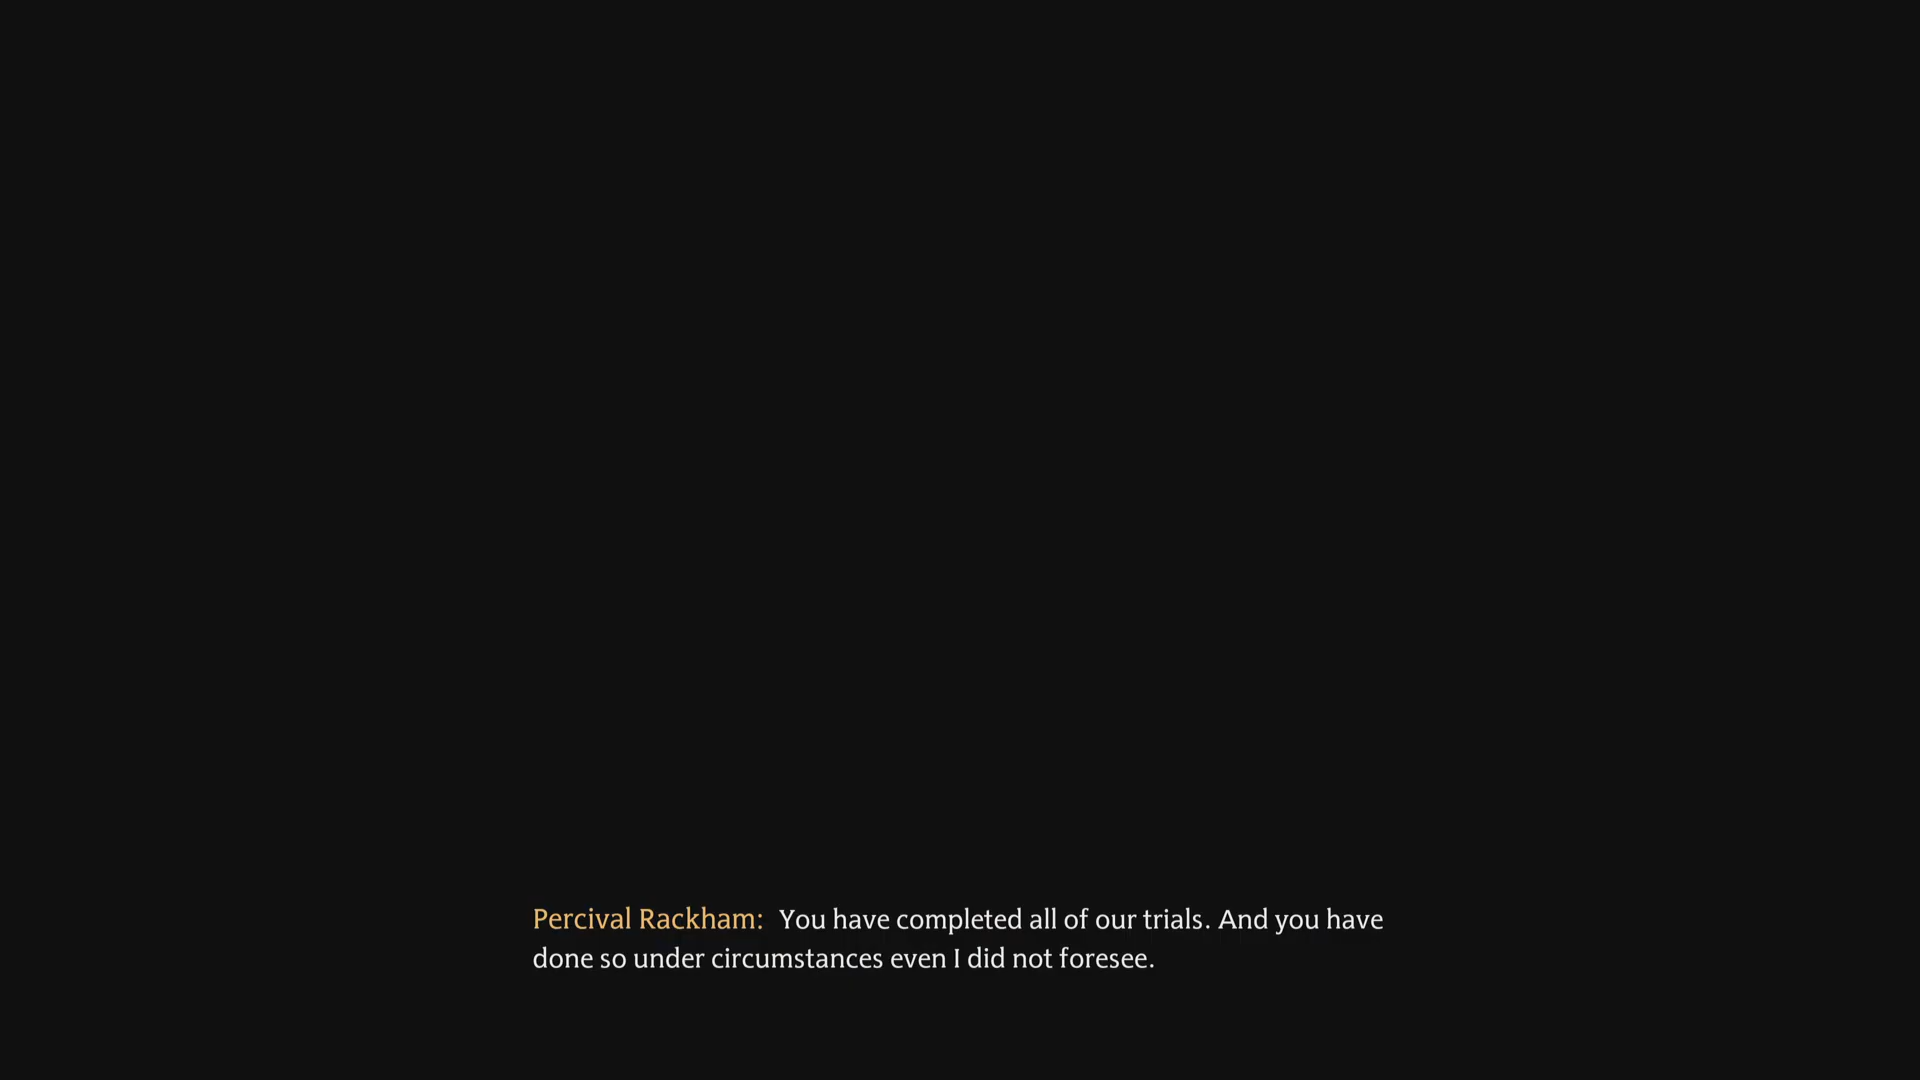 Percival Rackham: You have completed all of our trials. And you have
done so under circumstances even I did not foresee.